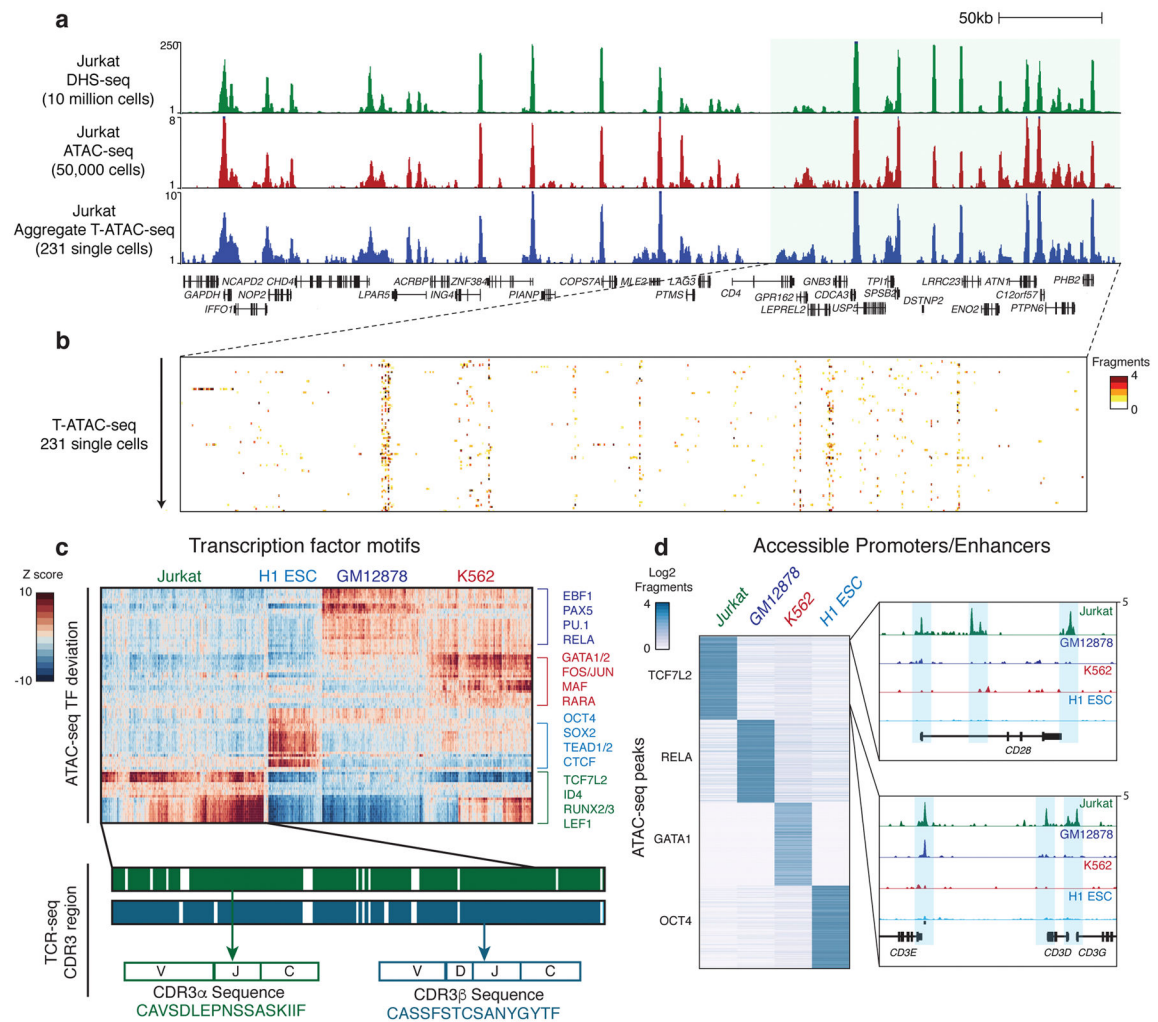 a
50kb
Jurkat
DHS-seq
(10 million cells)
250
1
Jurkat
ATAC-seq
(50,000 cells)
8
1
Jurkat
Aggregate T-ATAC-seq
(231 single cells)
10
1
NCAPD2 CHD4 ACRBP ZNF384 COPS7A MLF2 LAG3 GNB3 TPI1 LRRC23 ATN1 PHB2
GAPDH NOP2 LPAR5 ING4 PIANP PTMS CD4 GPR162 CDCA3 SPSB2 DSTNP2 C12orf57
IFFO1 LEPREL2 USP5 ENO2 PTPN6
b
T-ATAC-seq
231 single cells
Fragments
4
0
c
Transcription factor motifs
Z score
10
-10
Jurkat H1 ESC GM12878 K562
ATAC-seq TF deviation
EBF1
PAX5
PU.1
RELA
GATA1/2
FOS/JUN
MAF
RARA
OCT4
SOX2
TEAD1/2
CTCF
TCF7L2
ID4
RUNX2/3
LEF1
TCR-seq
CDR3 region
V J C
CDR3α Sequence
CAVSDLEPNSSASKIIF
V D J C
CDR3β Sequence
CASSFSTCSANYGYTF
d
Accessible Promoters/Enhancers
Log2
Fragments
4
0
Jurkat
GM12878
K562
H1 ESC
ATAC-seq peaks
TCF7L2
RELA
GATA1
OCT4
5
Jurkat
GM12878
K562
H1 ESC
CD28
5
Jurkat
GM12878
K562
H1 ESC
CD3E CD3D CD3G